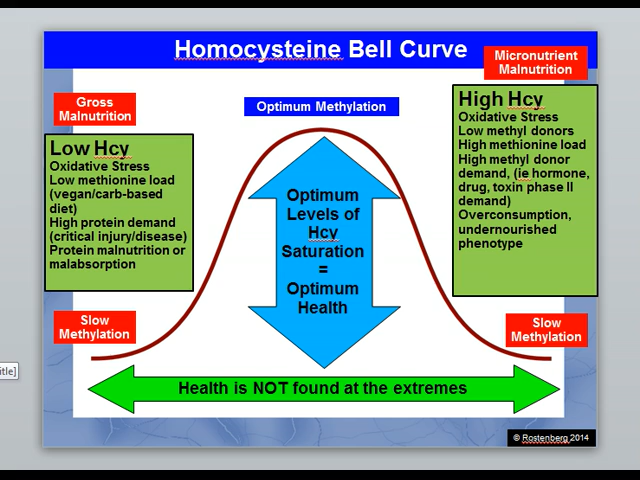 Homocysteine Bell Curve
Micronutrient
Malnutrition
Gross
Malnutrition
Optimum Methylation
Low Hcy
Oxidative Stress
Low methionine load
(vegan/carb-based
diet)
High protein demand
(critical injury/disease)
Protein malnutrition or
malabsorption
High Hcy
Oxidative Stress
Low methyl donors
High methionine load
High methyl donor
demand, (ie hormone,
drug, toxin phase II
demand)
Overconsumption,
undernourished
phenotype
Optimum
Levels of
Hcy
Saturation
=
Optimum
Health
Slow
Methylation
Slow
Methylation
itle]
Health is NOT found at the extremes
© Rostenberg 2014